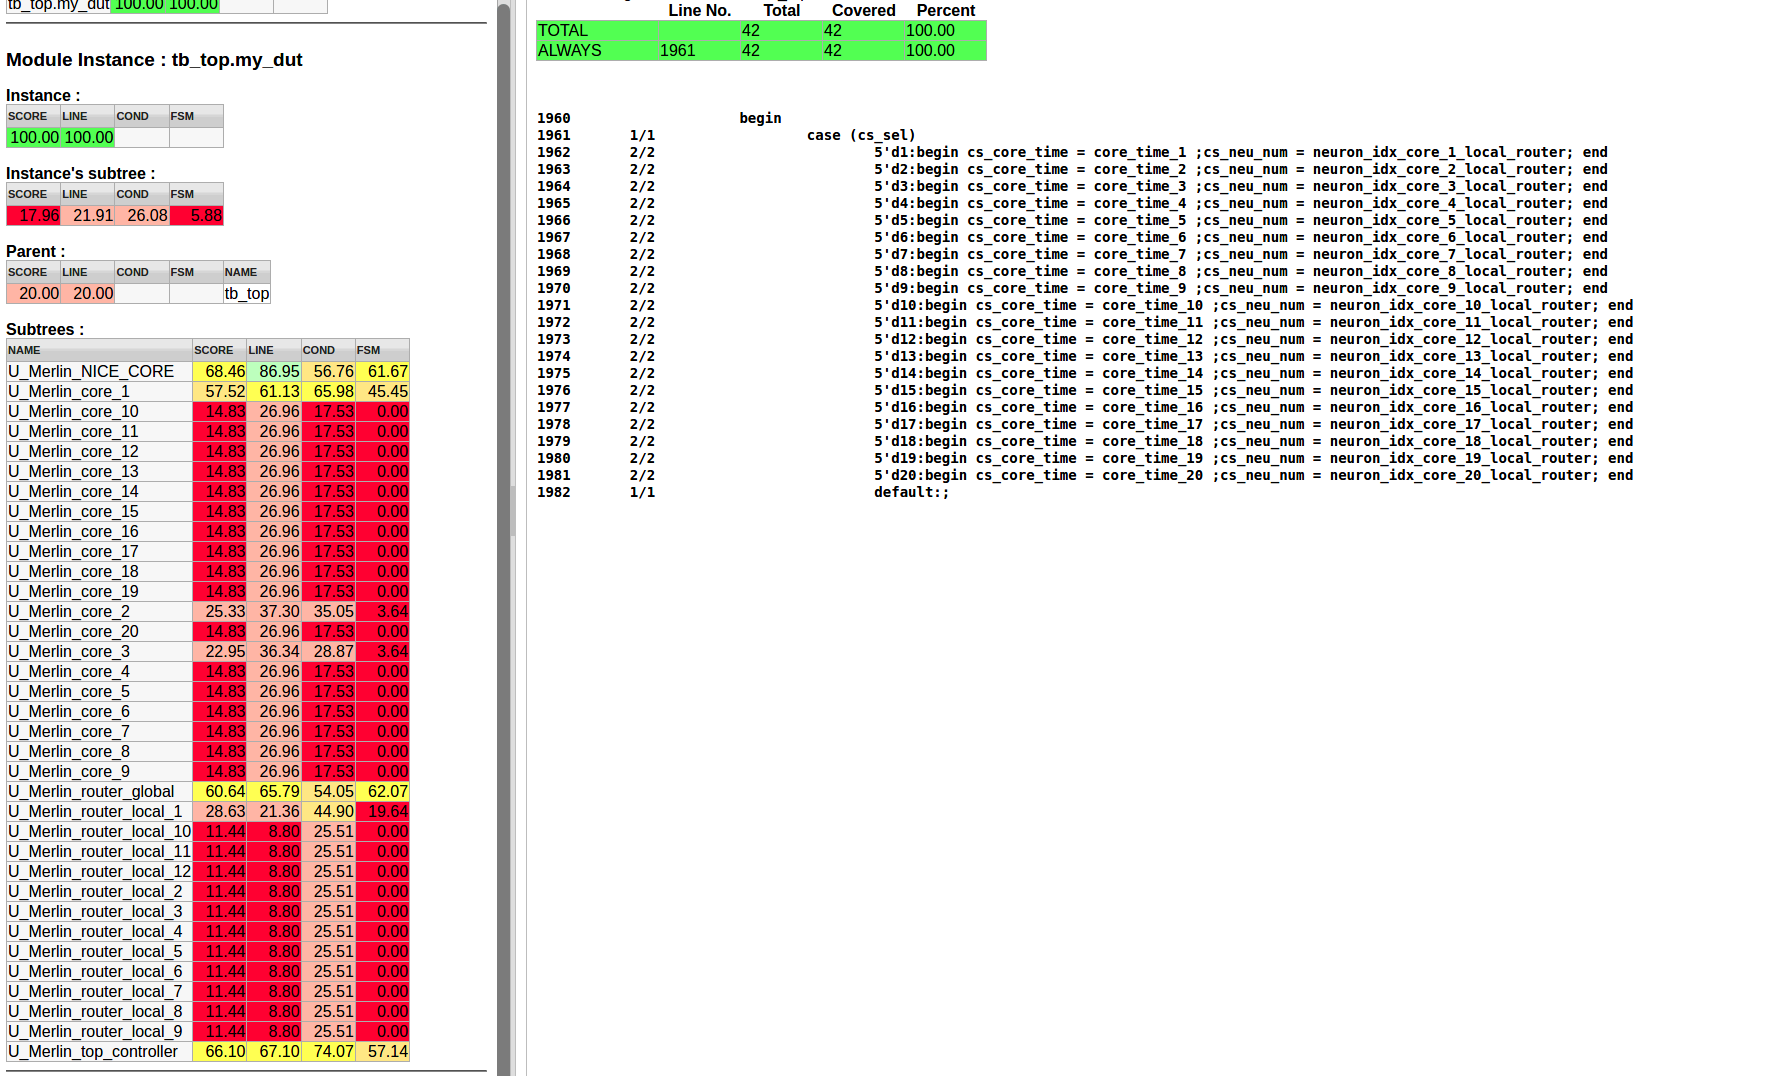 tb_top.my_dut 100.00 100.00
Module Instance : tb_top.my_dut
Instance :
SCORE LINE COND FSM
100.00 100.00
Instance's subtree :
SCORE LINE COND FSM
17.96 21.91 26.08 5.88
Parent :
SCORE LINE COND FSM NAME
20.00 20.00 tb_top
Subtrees :
NAME SCORE LINE COND FSM
U_Merlin_NICE_CORE 68.46 86.95 56.76 61.67
U_Merlin_core_1 57.52 61.13 65.98 45.45
U_Merlin_core_10 14.83 26.96 17.53 0.00
U_Merlin_core_11 14.83 26.96 17.53 0.00
U_Merlin_core_12 14.83 26.96 17.53 0.00
U_Merlin_core_13 14.83 26.96 17.53 0.00
U_Merlin_core_14 14.83 26.96 17.53 0.00
U_Merlin_core_15 14.83 26.96 17.53 0.00
U_Merlin_core_16 14.83 26.96 17.53 0.00
U_Merlin_core_17 14.83 26.96 17.53 0.00
U_Merlin_core_18 14.83 26.96 17.53 0.00
U_Merlin_core_19 14.83 26.96 17.53 0.00
U_Merlin_core_2 25.33 37.30 35.05 3.64
U_Merlin_core_20 14.83 26.96 17.53 0.00
U_Merlin_core_3 22.95 36.34 28.87 3.64
U_Merlin_core_4 14.83 26.96 17.53 0.00
U_Merlin_core_5 14.83 26.96 17.53 0.00
U_Merlin_core_6 14.83 26.96 17.53 0.00
U_Merlin_core_7 14.83 26.96 17.53 0.00
U_Merlin_core_8 14.83 26.96 17.53 0.00
U_Merlin_core_9 14.83 26.96 17.53 0.00
U_Merlin_router_global 60.64 65.79 54.05 62.07
U_Merlin_router_local_1 28.63 21.36 44.90 19.64
U_Merlin_router_local_10 11.44 8.80 25.51 0.00
U_Merlin_router_local_11 11.44 8.80 25.51 0.00
U_Merlin_router_local_12 11.44 8.80 25.51 0.00
U_Merlin_router_local_2 11.44 8.80 25.51 0.00
U_Merlin_router_local_3 11.44 8.80 25.51 0.00
U_Merlin_router_local_4 11.44 8.80 25.51 0.00
U_Merlin_router_local_5 11.44 8.80 25.51 0.00
U_Merlin_router_local_6 11.44 8.80 25.51 0.00
U_Merlin_router_local_7 11.44 8.80 25.51 0.00
U_Merlin_router_local_8 11.44 8.80 25.51 0.00
U_Merlin_router_local_9 11.44 8.80 25.51 0.00
U_Merlin_top_controller 66.10 67.10 74.07 57.14
Line No. Total Covered Percent
TOTAL 42 42 100.00
ALWAYS 1961 42 42 100.00
1960 begin
1961 1/1 case (cs_sel)
1962 2/2 5'd1:begin cs_core_time = core_time_1 ;cs_neu_num = neuron_idx_core_1_local_router; end
1963 2/2 5'd2:begin cs_core_time = core_time_2 ;cs_neu_num = neuron_idx_core_2_local_router; end
1964 2/2 5'd3:begin cs_core_time = core_time_3 ;cs_neu_num = neuron_idx_core_3_local_router; end
1965 2/2 5'd4:begin cs_core_time = core_time_4 ;cs_neu_num = neuron_idx_core_4_local_router; end
1966 2/2 5'd5:begin cs_core_time = core_time_5 ;cs_neu_num = neuron_idx_core_5_local_router; end
1967 2/2 5'd6:begin cs_core_time = core_time_6 ;cs_neu_num = neuron_idx_core_6_local_router; end
1968 2/2 5'd7:begin cs_core_time = core_time_7 ;cs_neu_num = neuron_idx_core_7_local_router; end
1969 2/2 5'd8:begin cs_core_time = core_time_8 ;cs_neu_num = neuron_idx_core_8_local_router; end
1970 2/2 5'd9:begin cs_core_time = core_time_9 ;cs_neu_num = neuron_idx_core_9_local_router; end
1971 2/2 5'd10:begin cs_core_time = core_time_10 ;cs_neu_num = neuron_idx_core_10_local_router; end
1972 2/2 5'd11:begin cs_core_time = core_time_11 ;cs_neu_num = neuron_idx_core_11_local_router; end
1973 2/2 5'd12:begin cs_core_time = core_time_12 ;cs_neu_num = neuron_idx_core_12_local_router; end
1974 2/2 5'd13:begin cs_core_time = core_time_13 ;cs_neu_num = neuron_idx_core_13_local_router; end
1975 2/2 5'd14:begin cs_core_time = core_time_14 ;cs_neu_num = neuron_idx_core_14_local_router; end
1976 2/2 5'd15:begin cs_core_time = core_time_15 ;cs_neu_num = neuron_idx_core_15_local_router; end
1977 2/2 5'd16:begin cs_core_time = core_time_16 ;cs_neu_num = neuron_idx_core_16_local_router; end
1978 2/2 5'd17:begin cs_core_time = core_time_17 ;cs_neu_num = neuron_idx_core_17_local_router; end
1979 2/2 5'd18:begin cs_core_time = core_time_18 ;cs_neu_num = neuron_idx_core_18_local_router; end
1980 2/2 5'd19:begin cs_core_time = core_time_19 ;cs_neu_num = neuron_idx_core_19_local_router; end
1981 2/2 5'd20:begin cs_core_time = core_time_20 ;cs_neu_num = neuron_idx_core_20_local_router; end
1982 1/1 default:;